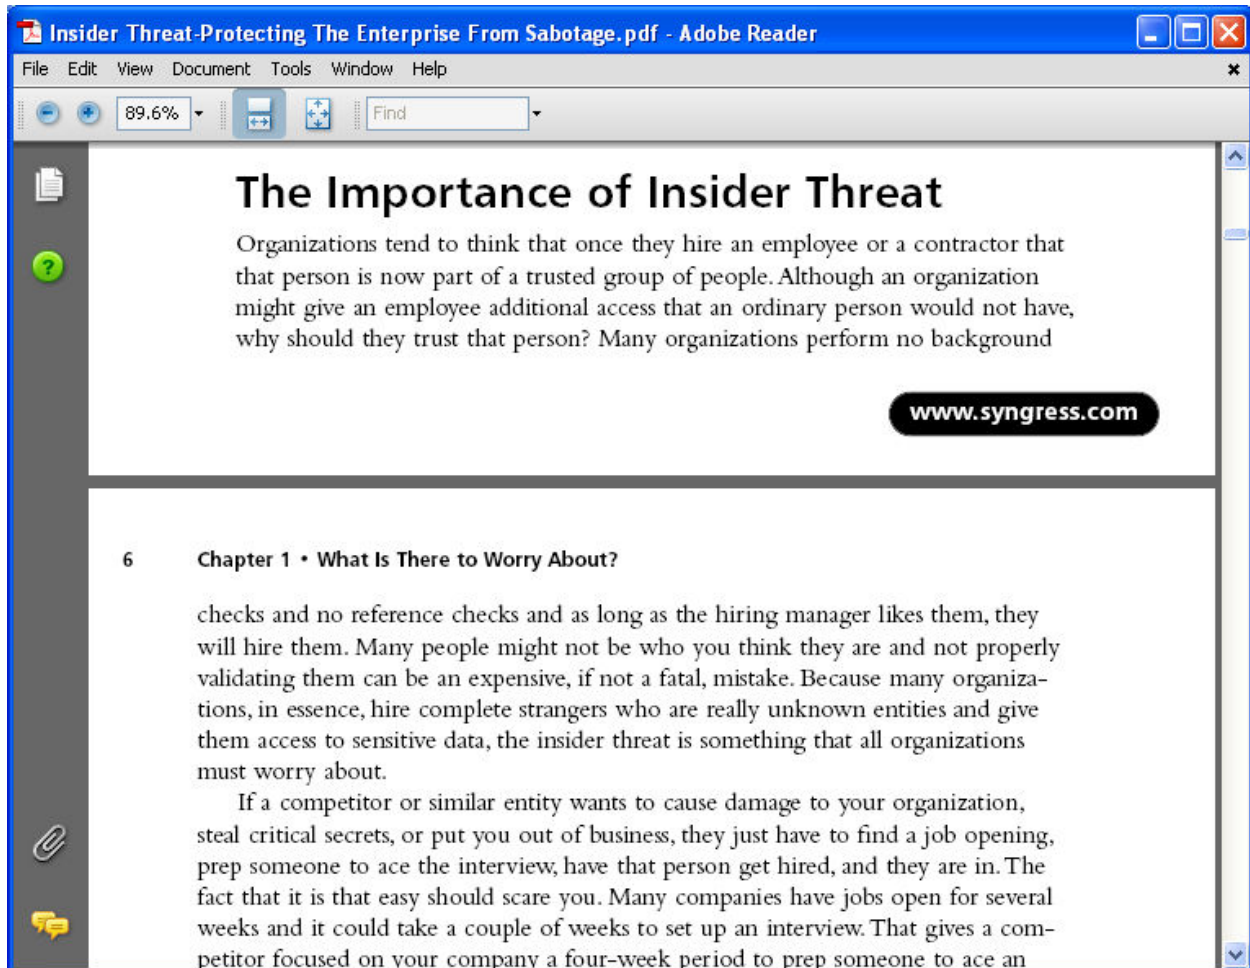 Insider Threat-Protecting The Enterprise From Sabotage.pdf - Adobe Reader
File Edit View Document Tools Window Help
89.6% Find
The Importance of Insider Threat
Organizations tend to think that once they hire an employee or a contractor that
that person is now part of a trusted group of people. Although an organization
might give an employee additional access that an ordinary person would not have,
why should they trust that person? Many organizations perform no background
www.syngress.com
6 Chapter 1 • What Is There to Worry About?
checks and no reference checks and as long as the hiring manager likes them, they
will hire them. Many people might not be who you think they are and not properly
validating them can be an expensive, if not a fatal, mistake. Because many organiza-
tions, in essence, hire complete strangers who are really unknown entities and give
them access to sensitive data, the insider threat is something that all organizations
must worry about.
If a competitor or similar entity wants to cause damage to your organization,
steal critical secrets, or put you out of business, they just have to find a job opening,
prep someone to ace the interview, have that person get hired, and they are in. The
fact that it is that easy should scare you. Many companies have jobs open for several
weeks and it could take a couple of weeks to set up an interview. That gives a com-
petitor focused on your company a four-week period to prep someone to ace an